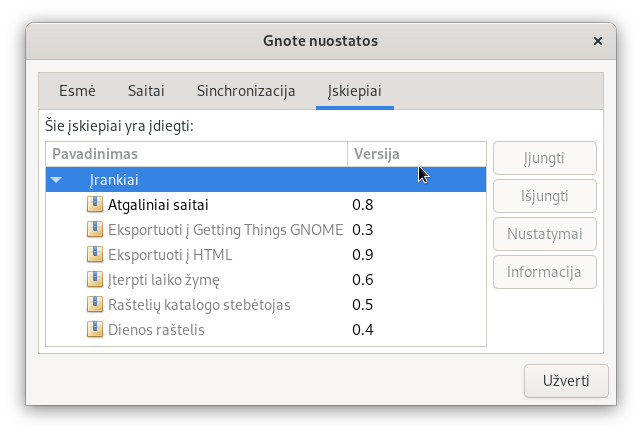 Gnote nuostatos
Esmė Saitai Sinchronizacija Įskiepiai
Šie įskiepiai yra įdiegti:
Pavadinimas Versija
Įrankiai
Atgaliniai saitai 0.8
Eksportuoti į Getting Things GNOME 0.3
Eksportuoti į HTML 0.9
Įterpti laiko žymę 0.6
Raštelių katalogo stebėtojas 0.5
Dienos raštelis 0.4
Įjungti
Išjungti
Nustatymai
Informacija
Užverti